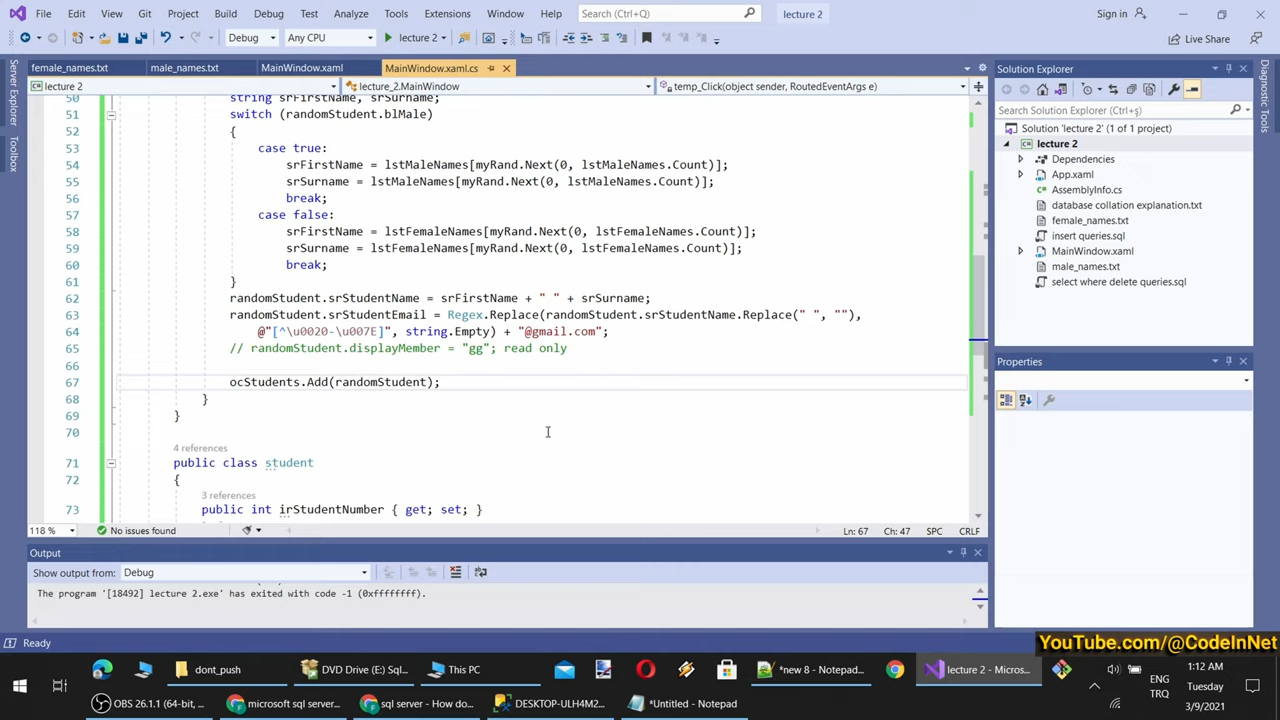 File Edit View Git Project Build Debug Test Analyze Tools Extensions Window Help Search (Ctrl+Q) lecture 2 Sign in
Debug Any CPU lecture 2 Live Share
Server Explorer
Toolbox
female_names.txt male_names.txt MainWindow.xaml MainWindow.xaml.cs
lecture 2 lecture_2.MainWindow temp_Click(object sender, RoutedEventArgs e)
50 string srFirstName, srSurname;
51 switch (randomStudent.blMale)
52 {
53 case true:
54 srFirstName = lstMaleNames[myRand.Next(0, lstMaleNames.Count)];
55 srSurname = lstMaleNames[myRand.Next(0, lstMaleNames.Count)];
56 break;
57 case false:
58 srFirstName = lstFemaleNames[myRand.Next(0, lstFemaleNames.Count)];
59 srSurname = lstFemaleNames[myRand.Next(0, lstFemaleNames.Count)];
60 break;
61 }
62 randomStudent.srStudentName = srFirstName + " " + srSurname;
63 randomStudent.srStudentEmail = Regex.Replace(randomStudent.srStudentName.Replace(" ", ""),
64 @"[^\u0020-\u007E]", string.Empty) + "@gmail.com";
65 // randomStudent.displayMember = "gg"; read only
66
67 ocStudents.Add(randomStudent);
68 }
69 }
70
4 references
71 public class student
72 {
3 references
73 public int irStudentNumber { get; set; }
118 % No issues found Ln: 67 Ch: 47 SPC CRLF
Output
Show output from: Debug
The program '[18492] lecture 2.exe' has exited with code -1 (0xffffffff).
Ready
Solution Explorer
Search Solution Explorer (Ctrl+ş)
Solution 'lecture 2' (1 of 1 project)
lecture 2
Dependencies
App.xaml
AssemblyInfo.cs
database collation explanation.txt
female_names.txt
insert queries.sql
MainWindow.xaml
male_names.txt
select where delete queries.sql
Properties
Diagnostic Tools
YouTube.com/@CodeInNet
dont_push DVD Drive (E:) Sql... This PC *new 8 - Notepad... lecture 2 - Micros...
OBS 26.1.1 (64-bit, ... microsoft sql server... sql server - How do... DESKTOP-ULH4M2... *Untitled - Notepad
ENG
TRQ
1:12 AM
Tuesday
3/9/2021